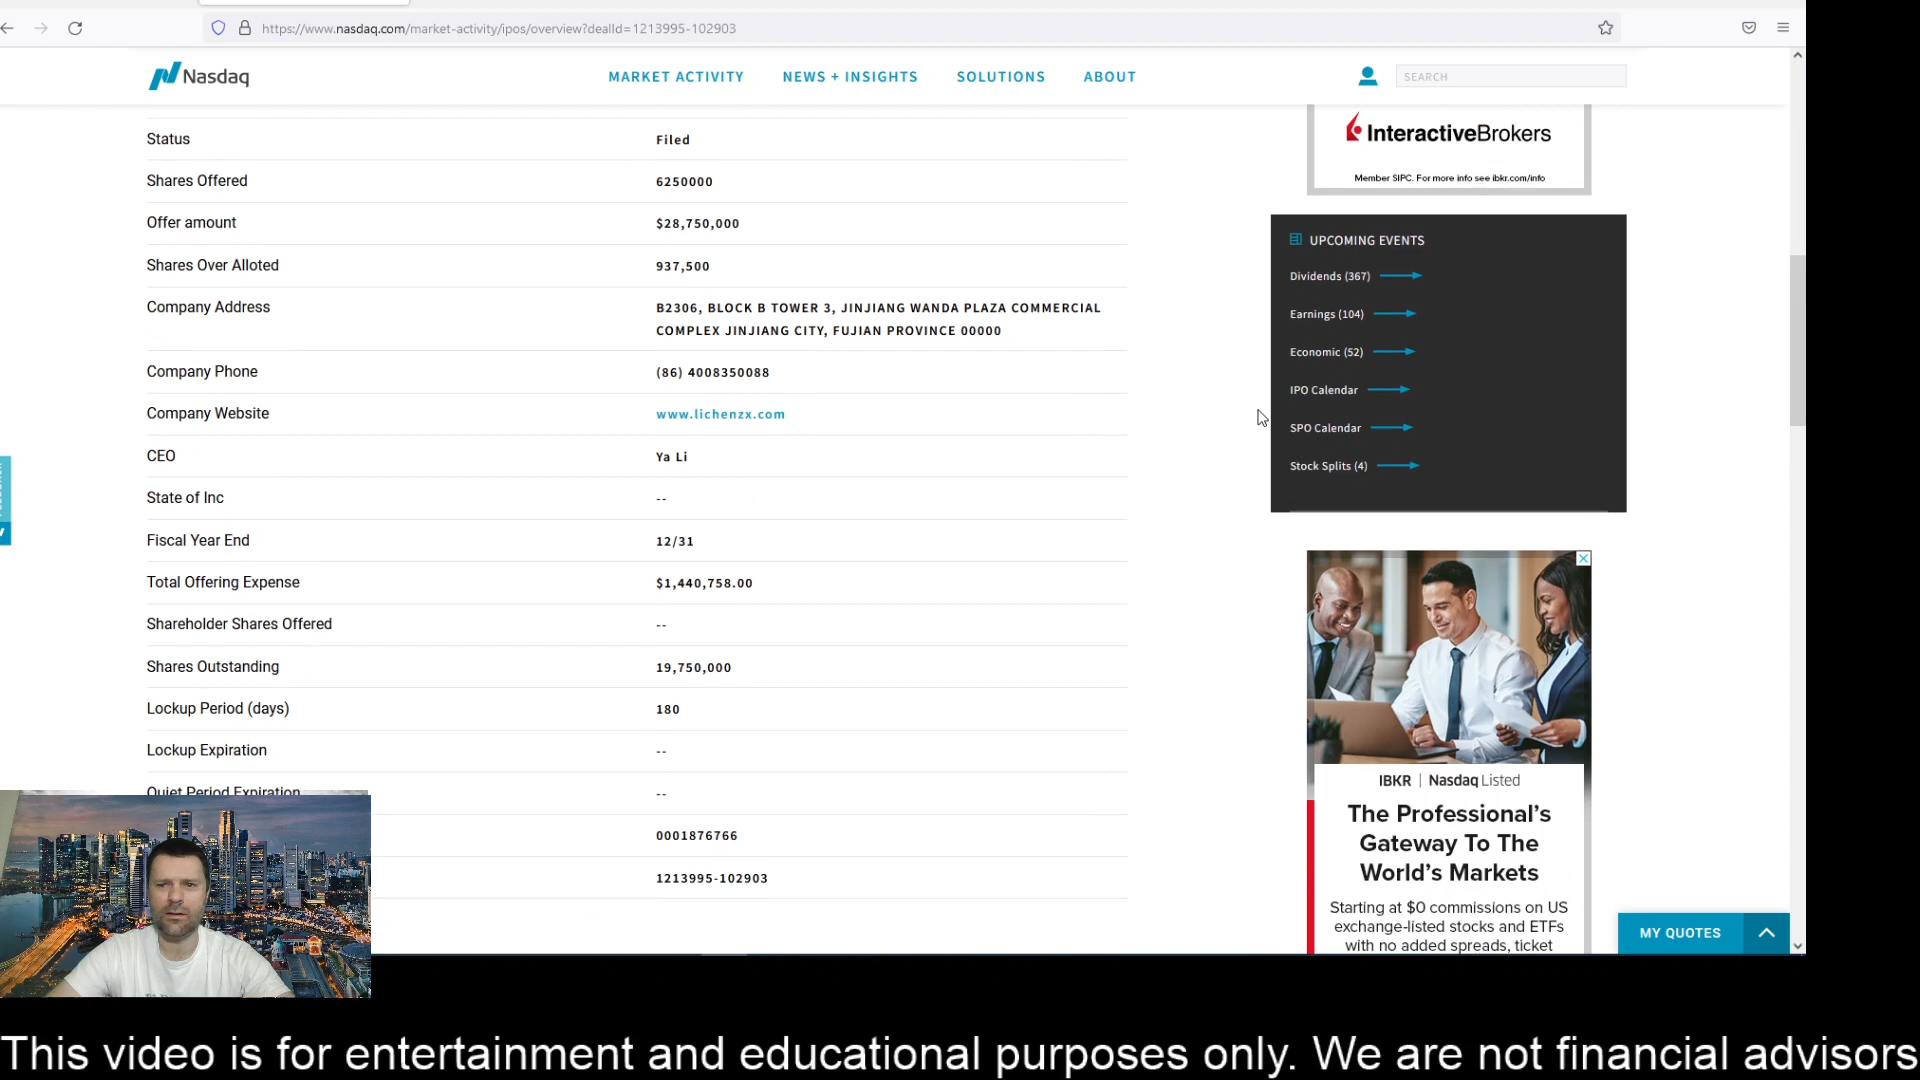 https://www.nasdaq.com/market-activity/ipos/overview?dealId=1213995-102903
Nasdaq
MARKET ACTIVITY NEWS + INSIGHTS SOLUTIONS ABOUT
SEARCH
Status Filed
Shares Offered 6250000
Offer amount $28,750,000
Shares Over Alloted 937,500
Company Address B2306, BLOCK B TOWER 3, JINJIANG WANDA PLAZA COMMERCIAL
COMPLEX JINJIANG CITY, FUJIAN PROVINCE 00000
Company Phone (86) 4008350088
Company Website www.lichenzx.com
CEO Ya Li
State of Inc --
Fiscal Year End 12/31
Total Offering Expense $1,440,758.00
Shareholder Shares Offered --
Shares Outstanding 19,750,000
Lockup Period (days) 180
Lockup Expiration --
Quiet Period Expiration --
0001876766
1213995-102903
InteractiveBrokers
Member SIPC. For more info see ibkr.com/info
UPCOMING EVENTS
Dividends (367)
Earnings (104)
Economic (52)
IPO Calendar
SPO Calendar
Stock Splits (4)
IBKR | Nasdaq Listed
The Professional's
Gateway To The
World's Markets
Starting at $0 commissions on US
exchange-listed stocks and ETFs
with no added spreads, ticket
MY QUOTES
This video is for entertainment and educational purposes only. We are not financial advisors